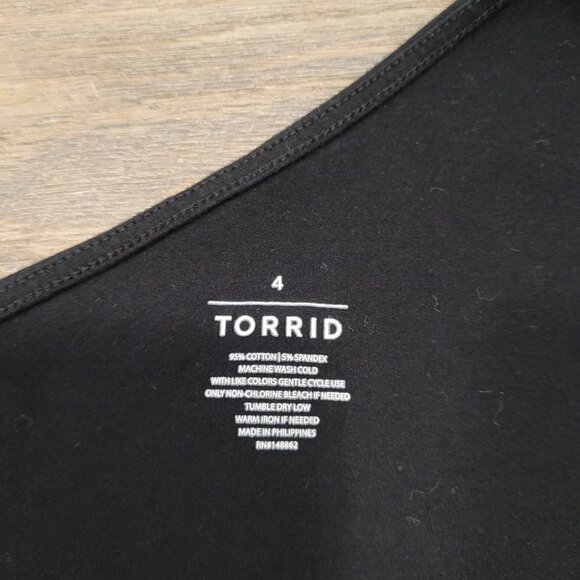 4
TORRID
95% COTTON | 5% SPANDEX
MACHINE WASH COLD
WITH LIKE COLORS GENTLE CYCLE USE
ONLY NON-CHLORINE BLEACH IF NEEDED
TUMBLE DRY LOW
WARM IRON IF NEEDED
MADE IN PHILIPPINES
RN#148862